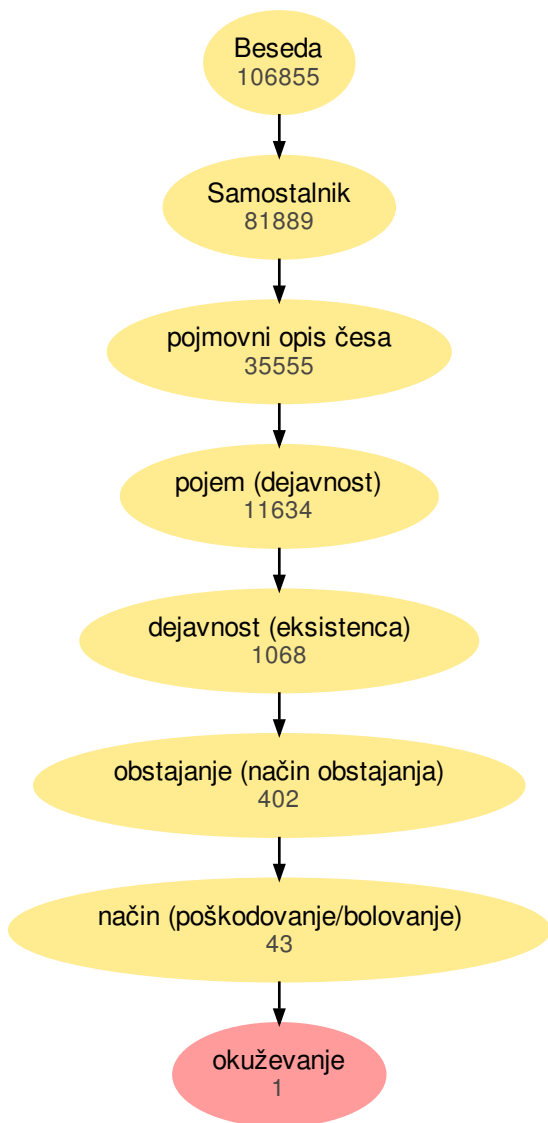 Beseda
106855
Samostalnik
81889
pojmovni opis česa
35555
pojem (dejavnost)
11634
dejavnost (eksistenca)
1068
obstajanje (način obstajanja)
402
način (poškodovanje/bolovanje)
43
okuževanje
1